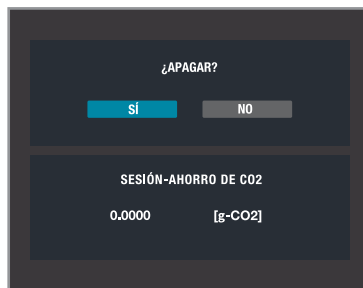 ¿APAGAR?
SÍ NO
SESIÓN-AHORRO DE CO2
0.0000 [g-CO2]